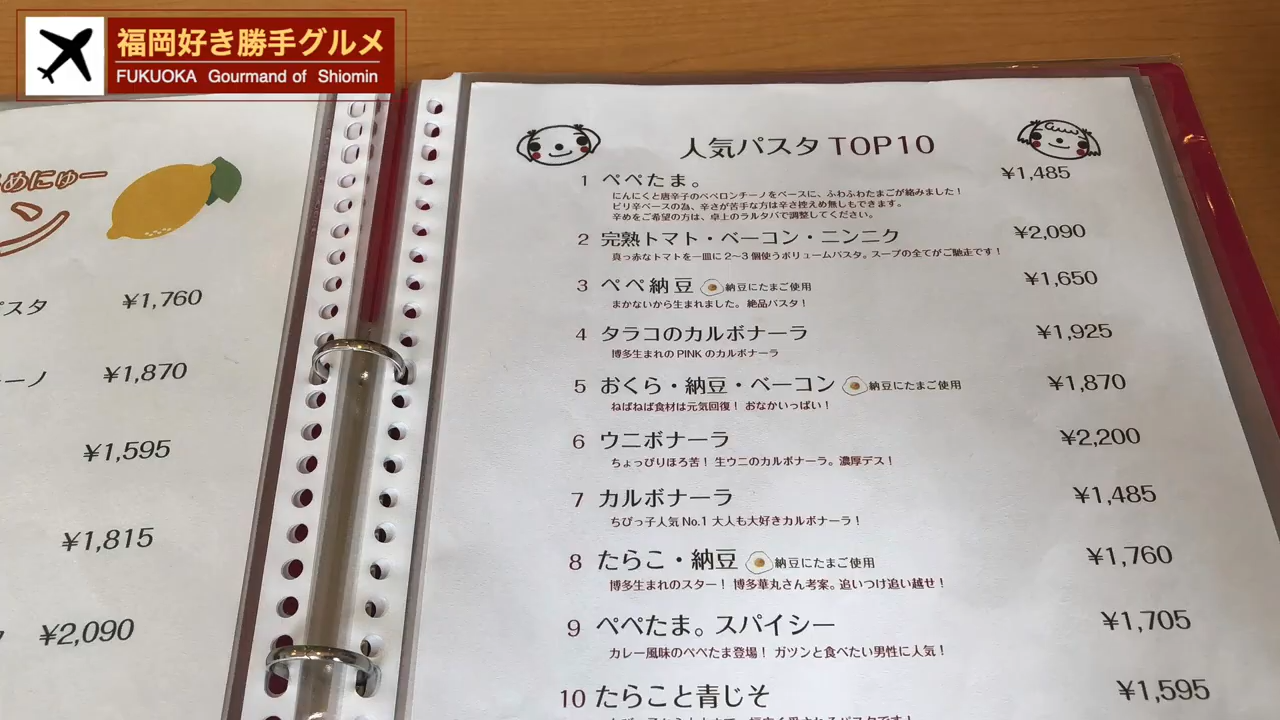 福岡好き勝手グルメ
FUKUOKA Gourmand of Shiomin
めにゅー
ン
パスタ ¥1,760
ーノ ¥1,870
¥1,595
¥1,815
¥2,090
人気パスタ TOP10
1 ぺぺたま。 ¥1,485
にんにくと唐辛子のペペロンチーノをベースに、ふわふわたまごが絡みました!
ピリ辛ベースの為、辛さが苦手な方は辛さ控えめ無しもできます。
辛めをご希望の方は、卓上のラルタバで調整してください。
2 完熟トマト・ベーコン・ニンニク ¥2,090
真っ赤なトマトを一皿に2〜3個使うボリュームパスタ。スープの全てがご馳走です!
3 ぺぺ納豆 納豆にたまご使用 ¥1,650
まかないから生まれました。絶品パスタ!
4 タラコのカルボナーラ ¥1,925
博多生まれのPINKのカルボナーラ
5 おくら・納豆・ベーコン 納豆にたまご使用 ¥1,870
ねばねば食材は元気回復! おなかいっぱい!
6 ウニボナーラ ¥2,200
ちょっぴりほろ苦! 生ウニのカルボナーラ。濃厚デス!
7 カルボナーラ ¥1,485
ちびっ子人気No.1 大人も大好きカルボナーラ!
8 たらこ・納豆 納豆にたまご使用 ¥1,760
博多生まれのスター! 博多華丸さん考案。追いつけ追い越せ!
9 ぺぺたま。スパイシー ¥1,705
カレー風味のぺぺたま登場! ガツンと食べたい男性に人気!
10 たらこと青じそ ¥1,595